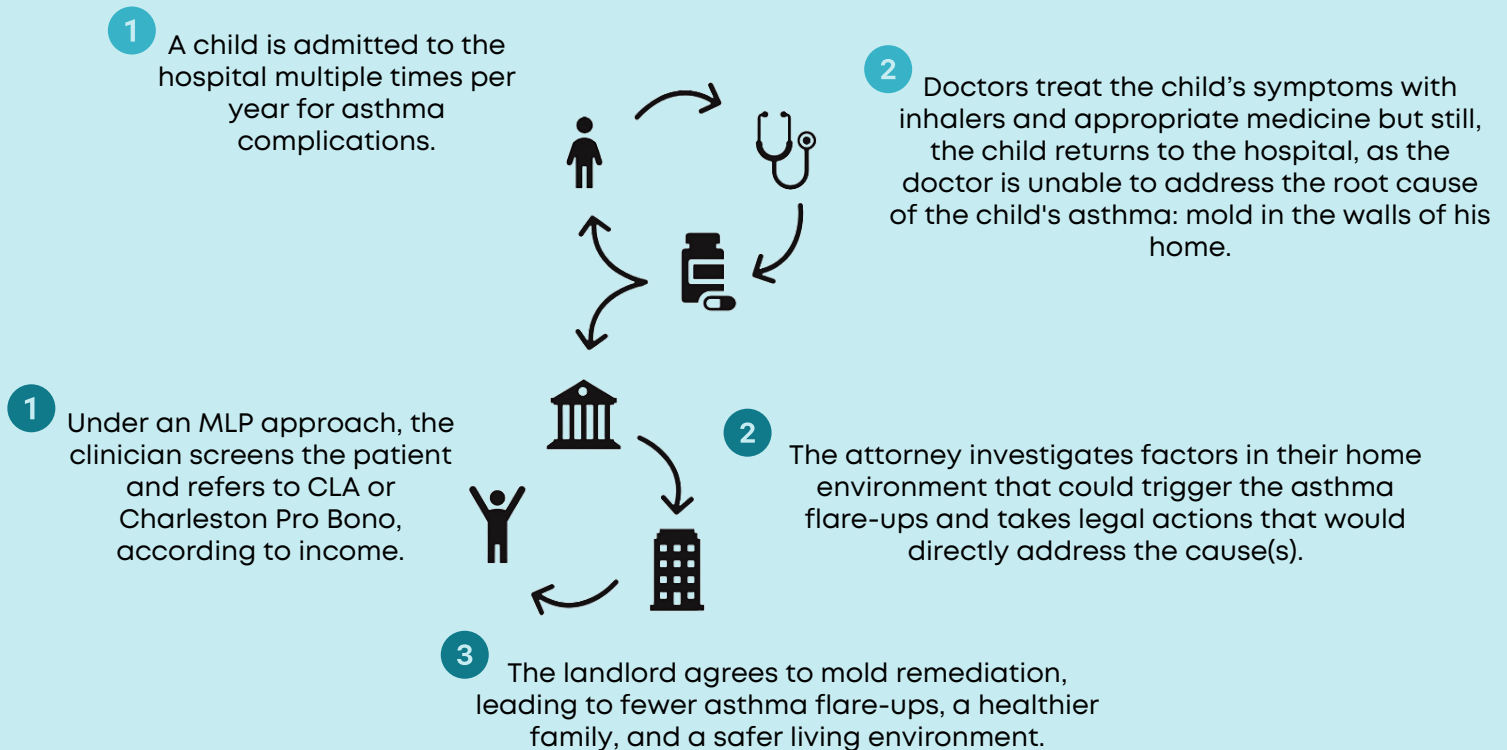 1
A child is admitted to the
hospital multiple times per
year for asthma
complications.
2
Doctors treat the child's symptoms with
inhalers and appropriate medicine but still,
the child returns to the hospital, as the
doctor is unable to address the root cause
of the child's asthma: mold in the walls of his
home.
1
Under an MLP approach, the
clinician screens the patient
and refers to CLA or
Charleston Pro Bono,
according to income.
2
The attorney investigates factors in their home
environment that could trigger the asthma
flare-ups and takes legal actions that would
directly address the cause(s).
3
The landlord agrees to mold remediation,
leading to fewer asthma flare-ups, a healthier
family, and a safer living environment.